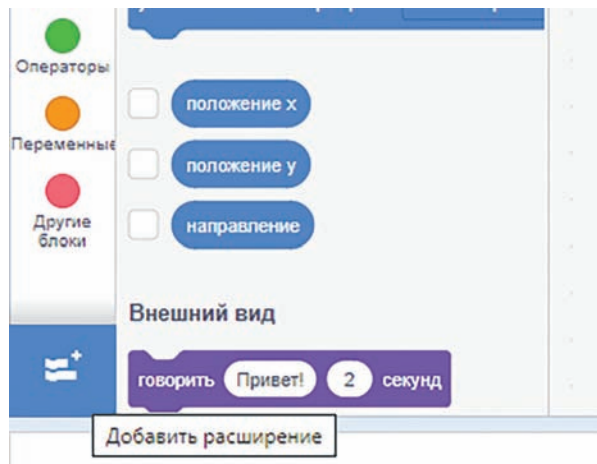 Операторы
Переменные
Другие
блоки
положение x
положение y
направление
Внешний вид
говорить Привет! 2 секунд
Добавить расширение